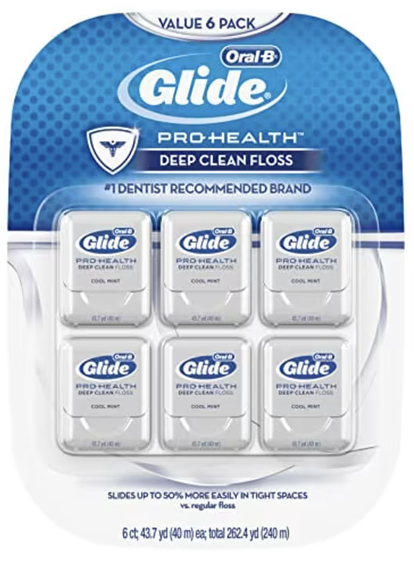 VALUE 6 PACK
Oral-B
Glide®
PRO-HEALTH™
DEEP CLEAN FLOSS
#1 DENTIST RECOMMENDED BRAND
Oral-B Oral-B Oral-B
Glide Glide Glide
PRO-HEALTH PRO-HEALTH PRO-HEALTH
DEEP CLEAN FLOSS DEEP CLEAN FLOSS DEEP CLEAN FLOSS
COOL MINT COOL MINT COOL MINT
43.7 yd (40 m) 43.7 yd (40 m) 43.7 yd (40 m)
Oral-B Oral-B Oral-B
Glide Glide Glide
PRO-HEALTH PRO-HEALTH PRO-HEALTH
DEEP CLEAN FLOSS DEEP CLEAN FLOSS DEEP CLEAN FLOSS
COOL MINT COOL MINT COOL MINT
43.7 yd (40 m) 43.7 yd (40 m) 43.7 yd (40 m)
SLIDES UP TO 50% MORE EASILY IN TIGHT SPACES
vs. regular floss
6 ct; 43.7 yd (40 m) ea; total 262.4 yd (240 m)